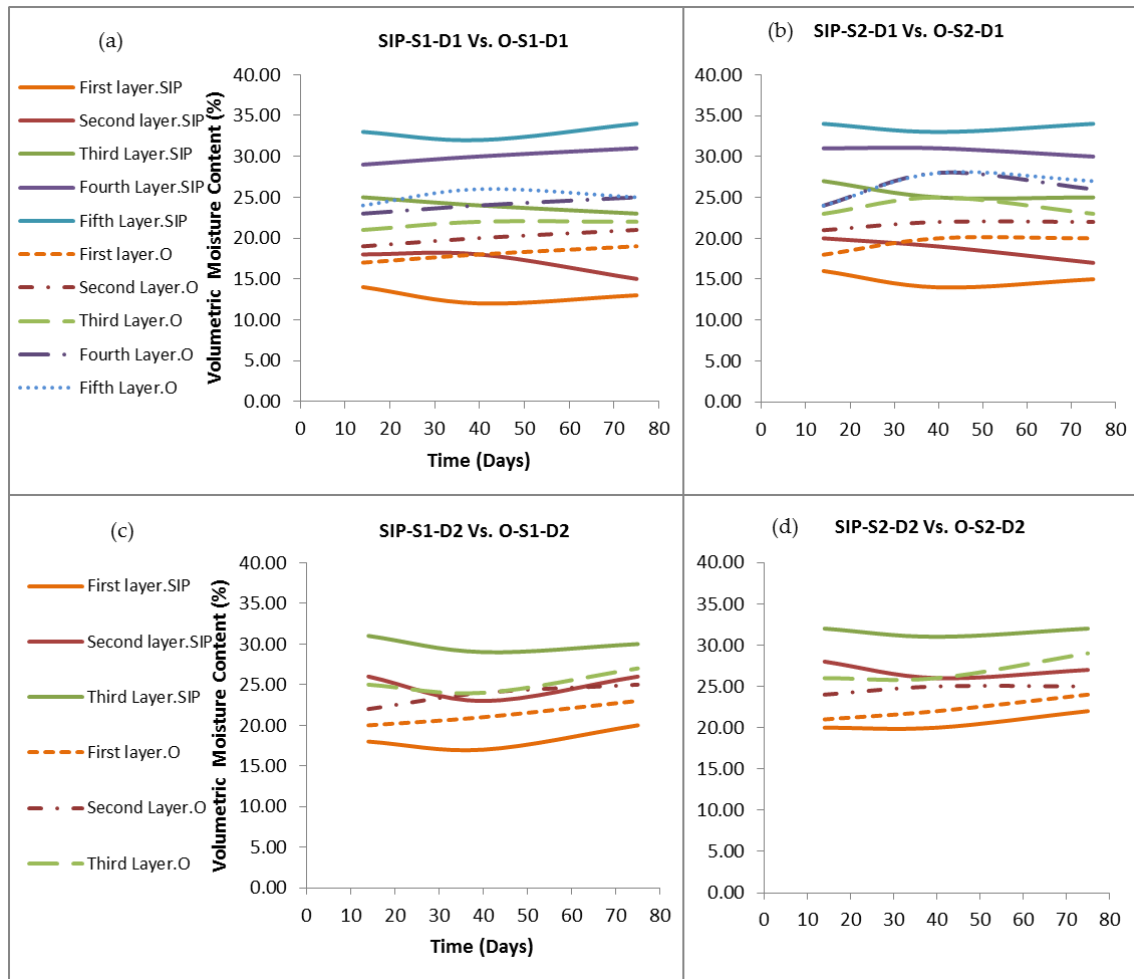 (a)
SIP-S1-D1 Vs. O-S1-D1
First layer.SIP
Second layer.SIP
Third Layer.SIP
Fourth Layer.SIP
Fifth Layer.SIP
First layer.O
Second Layer.O
Third Layer.O
Fourth Layer.O
Fifth Layer.O
Volumetric Moisture Content (%)
40.00
35.00
30.00
25.00
20.00
15.00
10.00
5.00
0.00
0 10 20 30 40 50 60 70 80
Time (Days)
(b)
SIP-S2-D1 Vs. O-S2-D1
40.00
35.00
30.00
25.00
20.00
15.00
10.00
5.00
0.00
0 10 20 30 40 50 60 70 80
(c)
SIP-S1-D2 Vs. O-S1-D2
First layer.SIP
Second layer.SIP
Third Layer.SIP
First layer.O
Second Layer.O
Third Layer.O
Volumetric Moisture Content (%)
40.00
35.00
30.00
25.00
20.00
15.00
10.00
5.00
0.00
0 10 20 30 40 50 60 70 80
Time (Days)
(d)
SIP-S2-D2 Vs. O-S2-D2
40.00
35.00
30.00
25.00
20.00
15.00
10.00
5.00
0.00
0 10 20 30 40 50 60 70 80